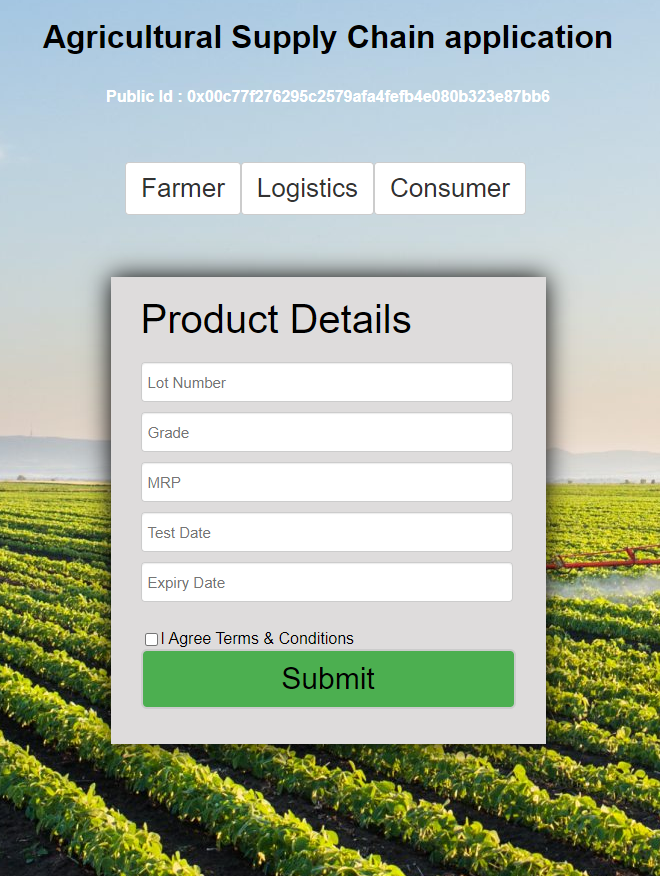 Agricultural Supply Chain application
Public Id : 0x00c77f276295c2579afa4fefb4e080b323e87bb6
Farmer Logistics Consumer
Product Details
Lot Number
Grade
MRP
Test Date
Expiry Date
I Agree Terms & Conditions
Submit